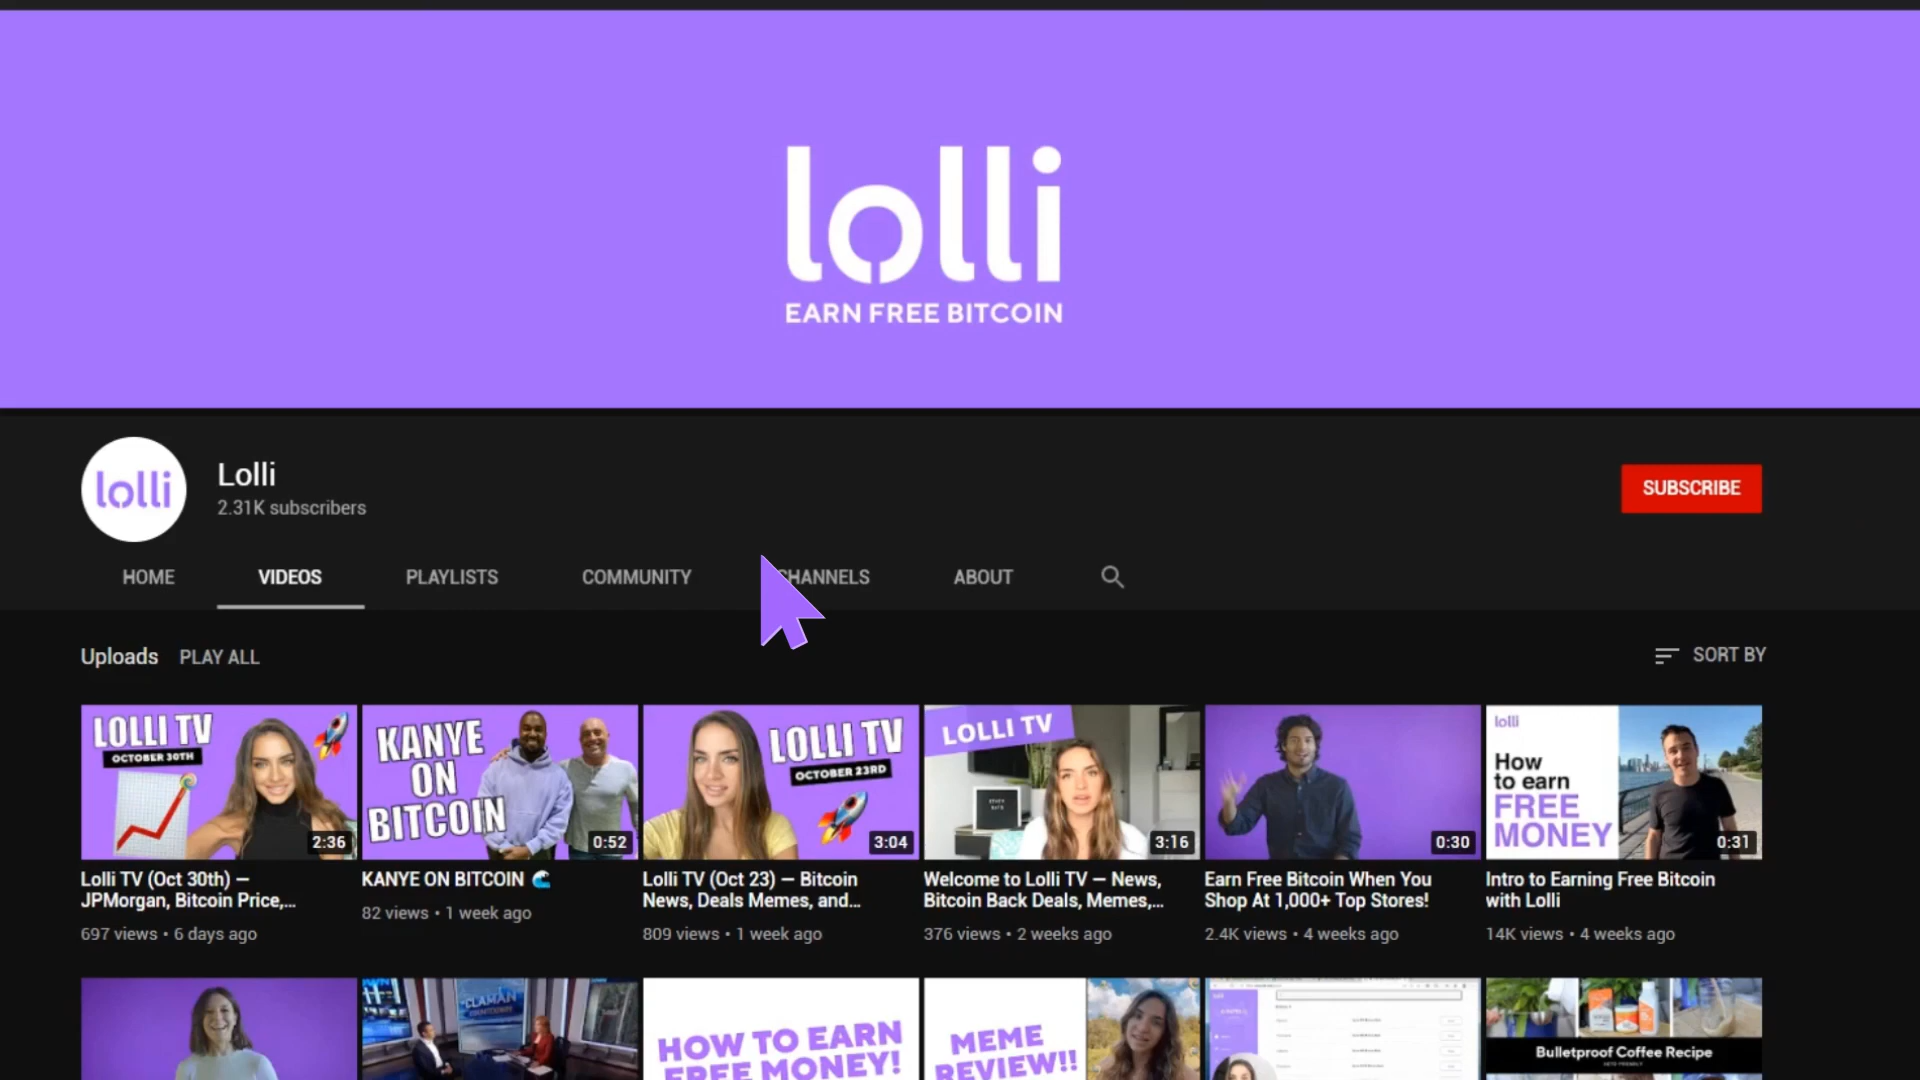 lolli
EARN FREE BITCOIN
lolli
Lolli
2.31K subscribers
SUBSCRIBE
HOME
VIDEOS
PLAYLISTS
COMMUNITY
CHANNELS
ABOUT
Uploads
PLAY ALL
SORT BY
LOLLI TV
OCTOBER 30TH
2:36
KANYE
ON
BITCOIN
0:52
LOLLI TV
OCTOBER 23RD
3:04
LOLLI TV
3:16
0:30
lolli
How
to earn
FREE
MONEY
0:31
Lolli TV (Oct 30th) —
JPMorgan, Bitcoin Price,...
697 views • 6 days ago
KANYE ON BITCOIN 🌊
82 views • 1 week ago
Lolli TV (Oct 23) — Bitcoin
News, Deals Memes, and...
809 views • 1 week ago
Welcome to Lolli TV — News,
Bitcoin Back Deals, Memes,...
376 views • 2 weeks ago
Earn Free Bitcoin When You
Shop At 1,000+ Top Stores!
2.4K views • 4 weeks ago
Intro to Earning Free Bitcoin
with Lolli
14K views • 4 weeks ago
CLAMAN
COUNTDOWN
HOW TO EARN
FREE MONEY!
MEME
REVIEW!!
lolli
Bulletproof Coffee Recipe